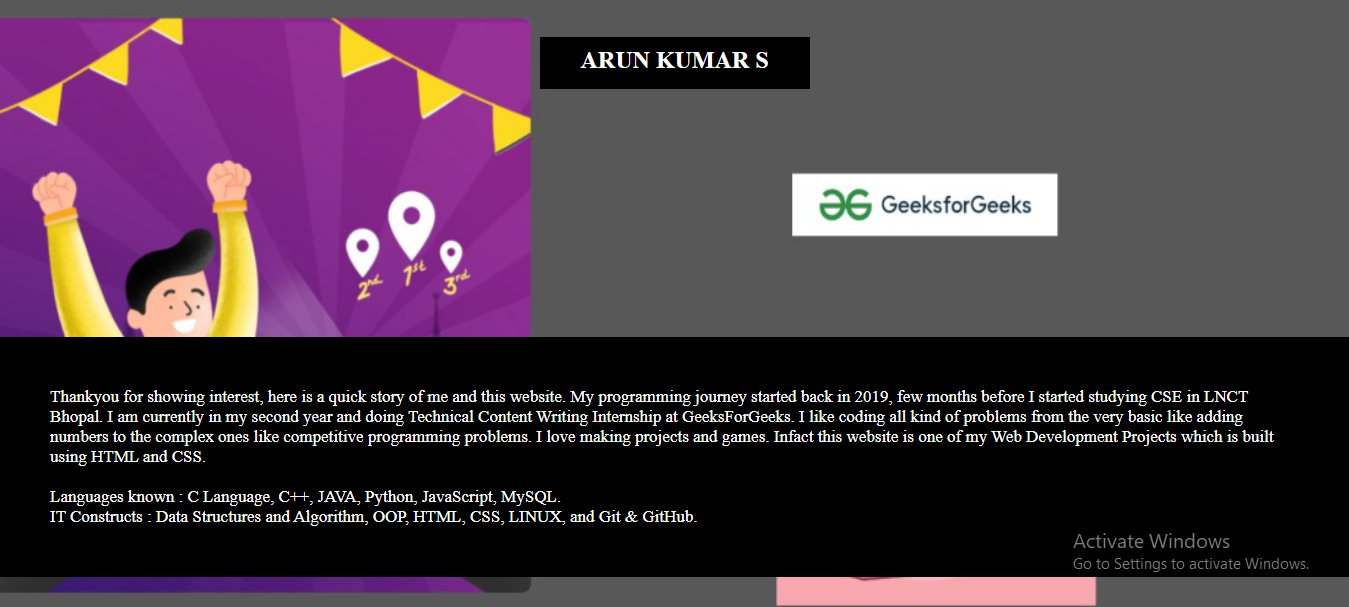 ARUN KUMAR S
GeeksforGeeks
2nd
1st
3rd
Thankyou for showing interest, here is a quick story of me and this website. My programming journey started back in 2019, few months before I started studying CSE in LNCT
Bhopal. I am currently in my second year and doing Technical Content Writing Internship at GeeksForGeeks. I like coding all kind of problems from the very basic like adding
numbers to the complex ones like competitive programming problems. I love making projects and games. Infact this website is one of my Web Development Projects which is built
using HTML and CSS.
Languages known : C Language, C++, JAVA, Python, JavaScript, MySQL.
IT Constructs : Data Structures and Algorithm, OOP, HTML, CSS, LINUX, and Git & GitHub.
Activate Windows
Go to Settings to activate Windows.